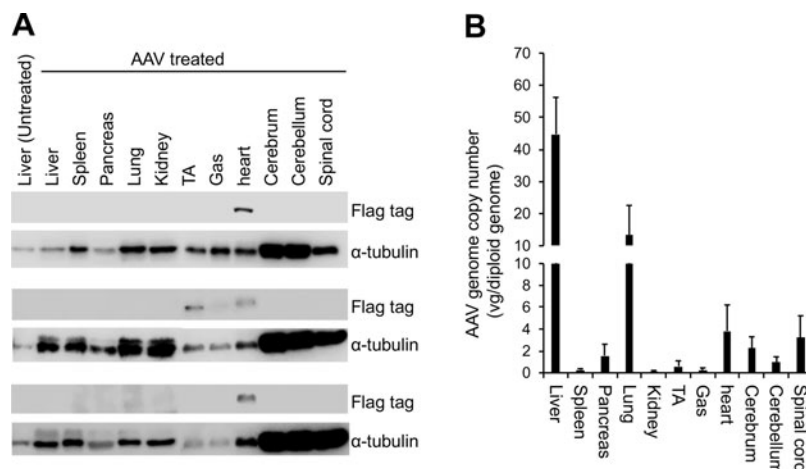 A
AAV treated
Liver (Untreated)
Liver
Spleen
Pancreas
Lung
Kidney
TA
Gas
heart
Cerebrum
Cerebellum
Spinal cord
Flag tag
α-tubulin
Flag tag
α-tubulin
Flag tag
α-tubulin
B
AAV genome copy number
(vg/diploid genome)
70
60
50
40
30
20
10
10
8
6
4
2
0
Liver
Spleen
Pancreas
Lung
Kidney
TA
Gas
heart
Cerebrum
Cerebellum
Spinal cord